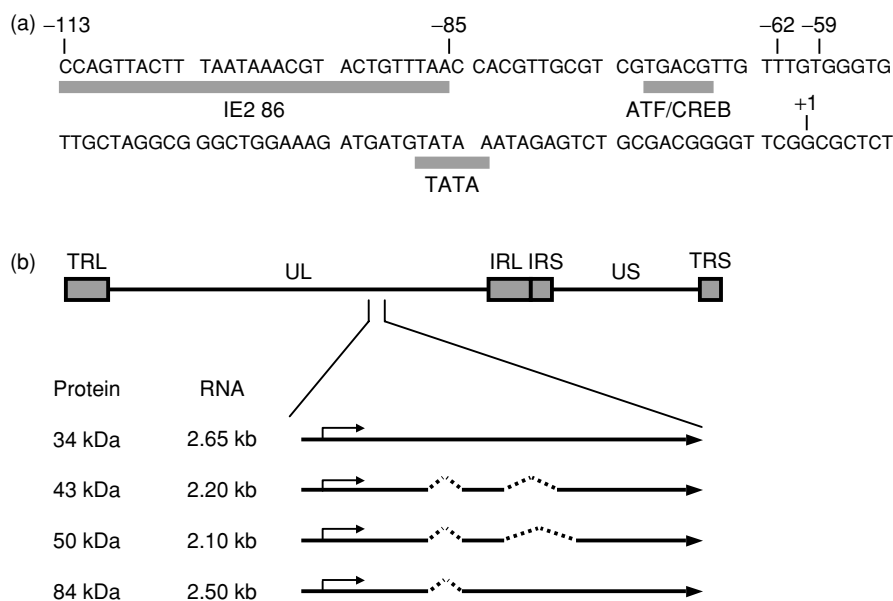 (a) –113 –85 –62 –59
CCAGTTACTT TAATAAACGT ACTGTTTAAC CACGTTGCGT CGTGACGTTG TTTGTGGGTG
IE2 86 ATF/CREB
+1
TTGCTAGGCG GGCTGGAAAG ATGATGTATA AATAGAGTCT GCGACGGGGT TCGGCGCTCT
TATA
(b) TRL UL IRL IRS US TRS
Protein RNA
34 kDa 2.65 kb
43 kDa 2.20 kb
50 kDa 2.10 kb
84 kDa 2.50 kb